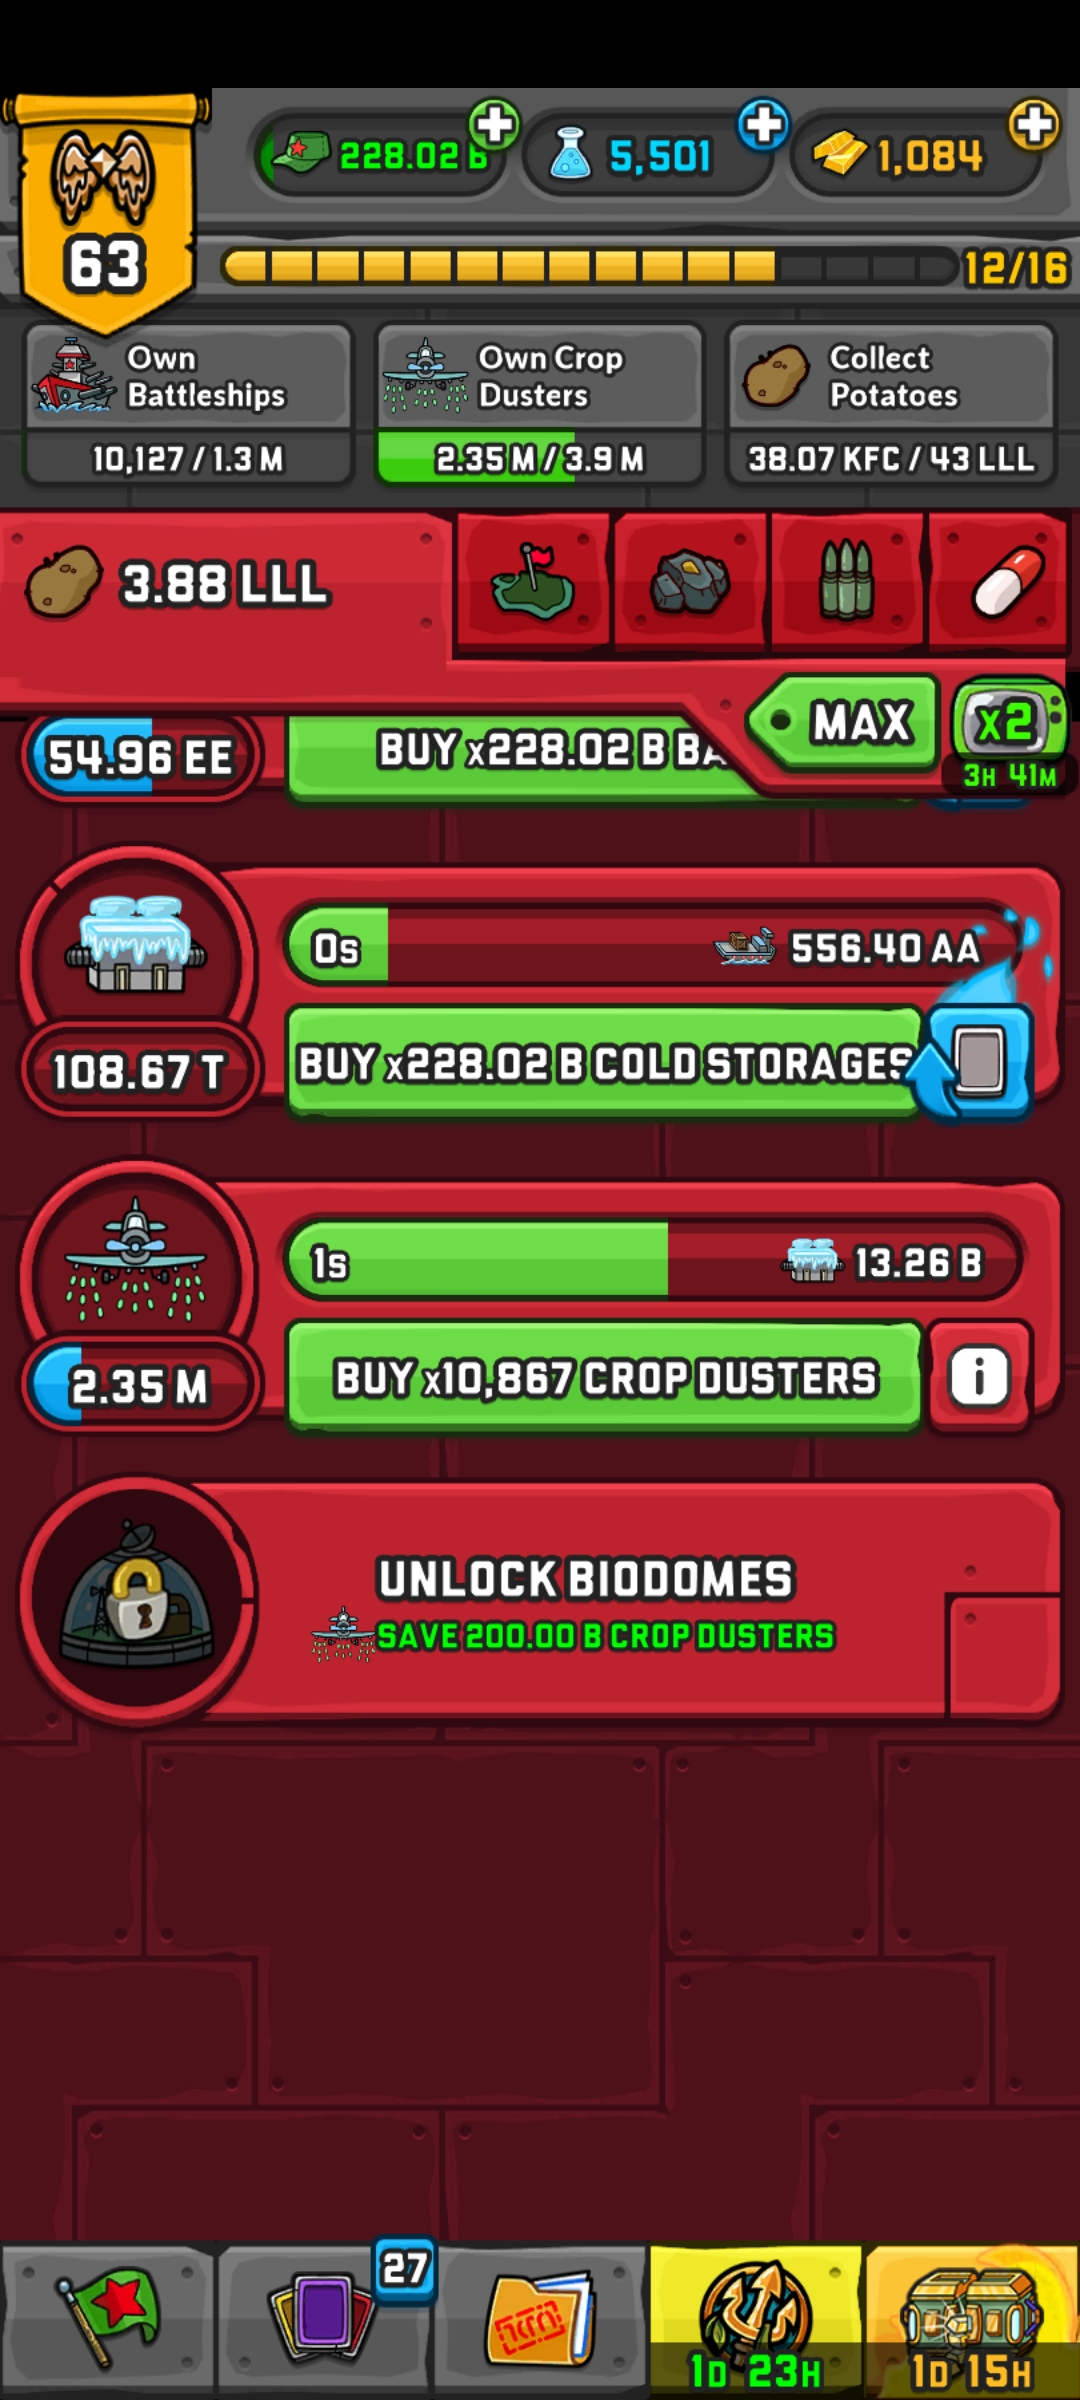 228.02 B
5,501
1,084
63
12/16
Own
Battleships
10,127 / 1.3 M
Own Crop
Dusters
2.35 M / 3.9 M
Collect
Potatoes
38.07 KFC / 43 LLL
3.88 LLL
MAX
x2
3H 41M
54.96 EE
BUY x228.02 B BA
0s
556.40 AA
108.67 T
BUY x228.02 B COLD STORAGES
1s
13.26 B
2.35 M
BUY x10,867 CROP DUSTERS
i
UNLOCK BIODOMES
SAVE 200.00 B CROP DUSTERS
27
1D 23H
1D 15H